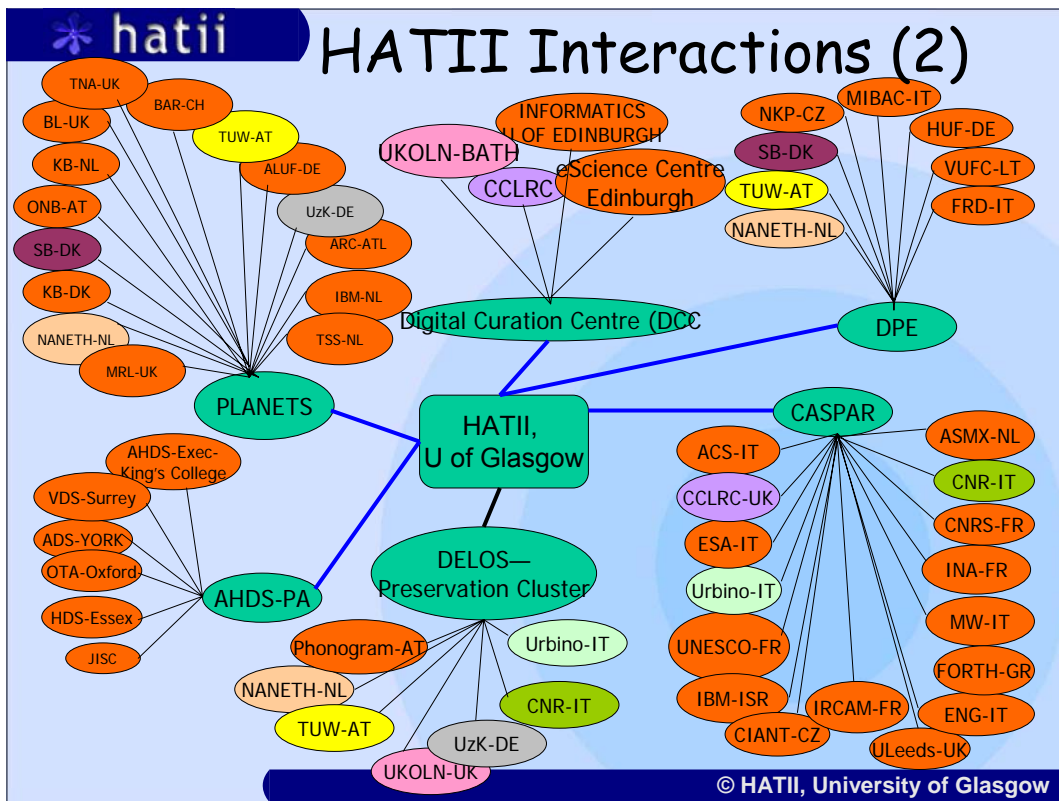 hatii
HATII Interactions (2)
TNA-UK
BAR-CH
BL-UK
TUW-AT
KB-NL
ALUF-DE
ONB-AT
UzK-DE
SB-DK
ARC-ATL
KB-DK
IBM-NL
NANETH-NL
TSS-NL
MRL-UK
PLANETS
INFORMATICS
U OF EDINBURGH
UKOLN-BATH
CCLRC
eScience Centre
Edinburgh
Digital Curation Centre (DCC
MIBAC-IT
NKP-CZ
HUF-DE
SB-DK
VUFC-LT
TUW-AT
FRD-IT
NANETH-NL
DPE
HATII,
U of Glasgow
CASPAR
ACS-IT
ASMX-NL
CCLRC-UK
CNR-IT
ESA-IT
CNRS-FR
Urbino-IT
INA-FR
UNESCO-FR
MW-IT
FORTH-GR
IBM-ISR
IRCAM-FR
ENG-IT
CIANT-CZ
ULeeds-UK
AHDS-Exec-
King's College
VDS-Surrey
ADS-YORK
OTA-Oxford-
HDS-Essex
JISC
AHDS-PA
DELOS—
Preservation Cluster
Phonogram-AT
Urbino-IT
NANETH-NL
CNR-IT
TUW-AT
UzK-DE
UKOLN-UK
© HATII, University of Glasgow